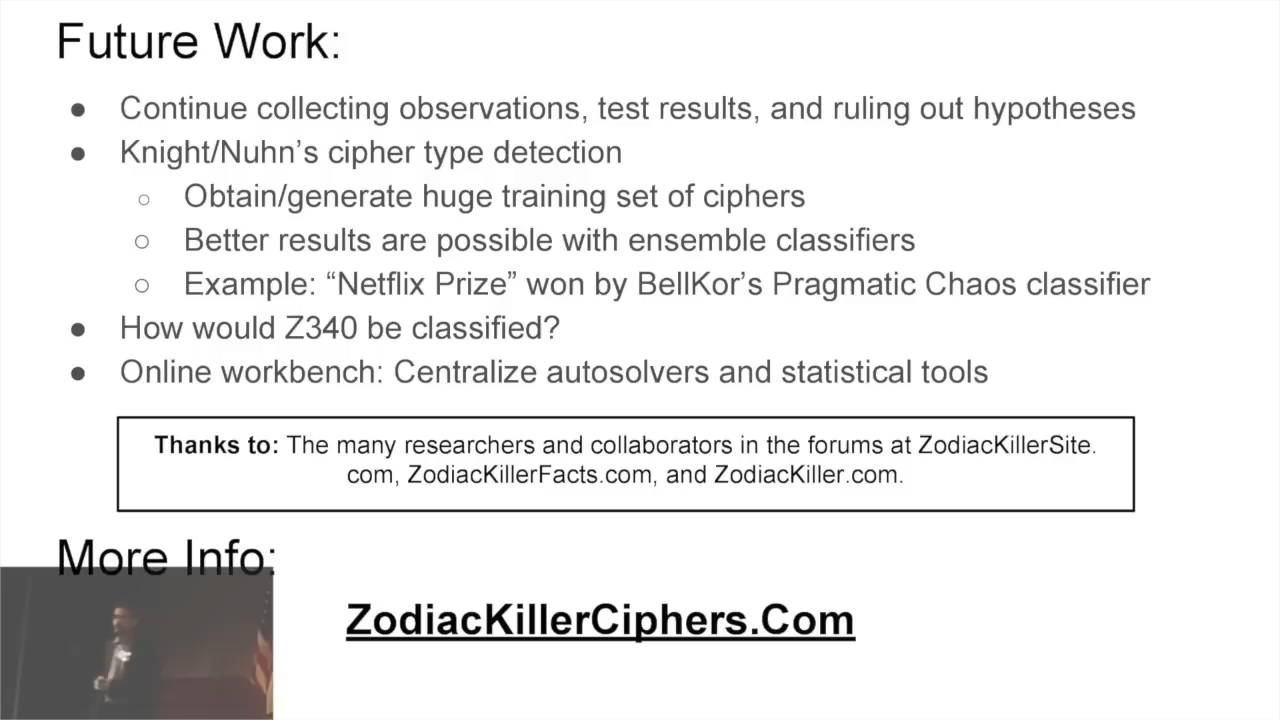 Future Work:
● Continue collecting observations, test results, and ruling out hypotheses
● Knight/Nuhn’s cipher type detection
○ Obtain/generate huge training set of ciphers
○ Better results are possible with ensemble classifiers
○ Example: “Netflix Prize” won by BellKor’s Pragmatic Chaos classifier
● How would Z340 be classified?
● Online workbench: Centralize autosolvers and statistical tools
Thanks to: The many researchers and collaborators in the forums at ZodiacKillerSite.
com, ZodiacKillerFacts.com, and ZodiacKiller.com.
More Info:
ZodiacKillerCiphers.Com